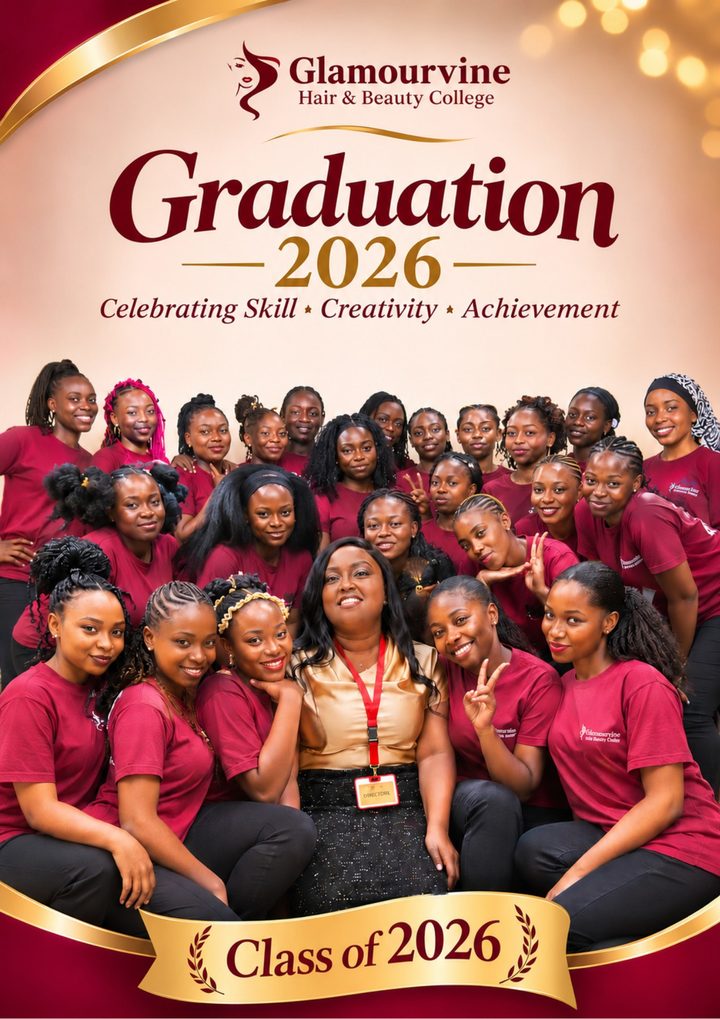 Glamourvine
Hair & Beauty College
Graduation
2026
Celebrating Skill ★ Creativity ★ Achievement
DIRECTOR
Class of 2026